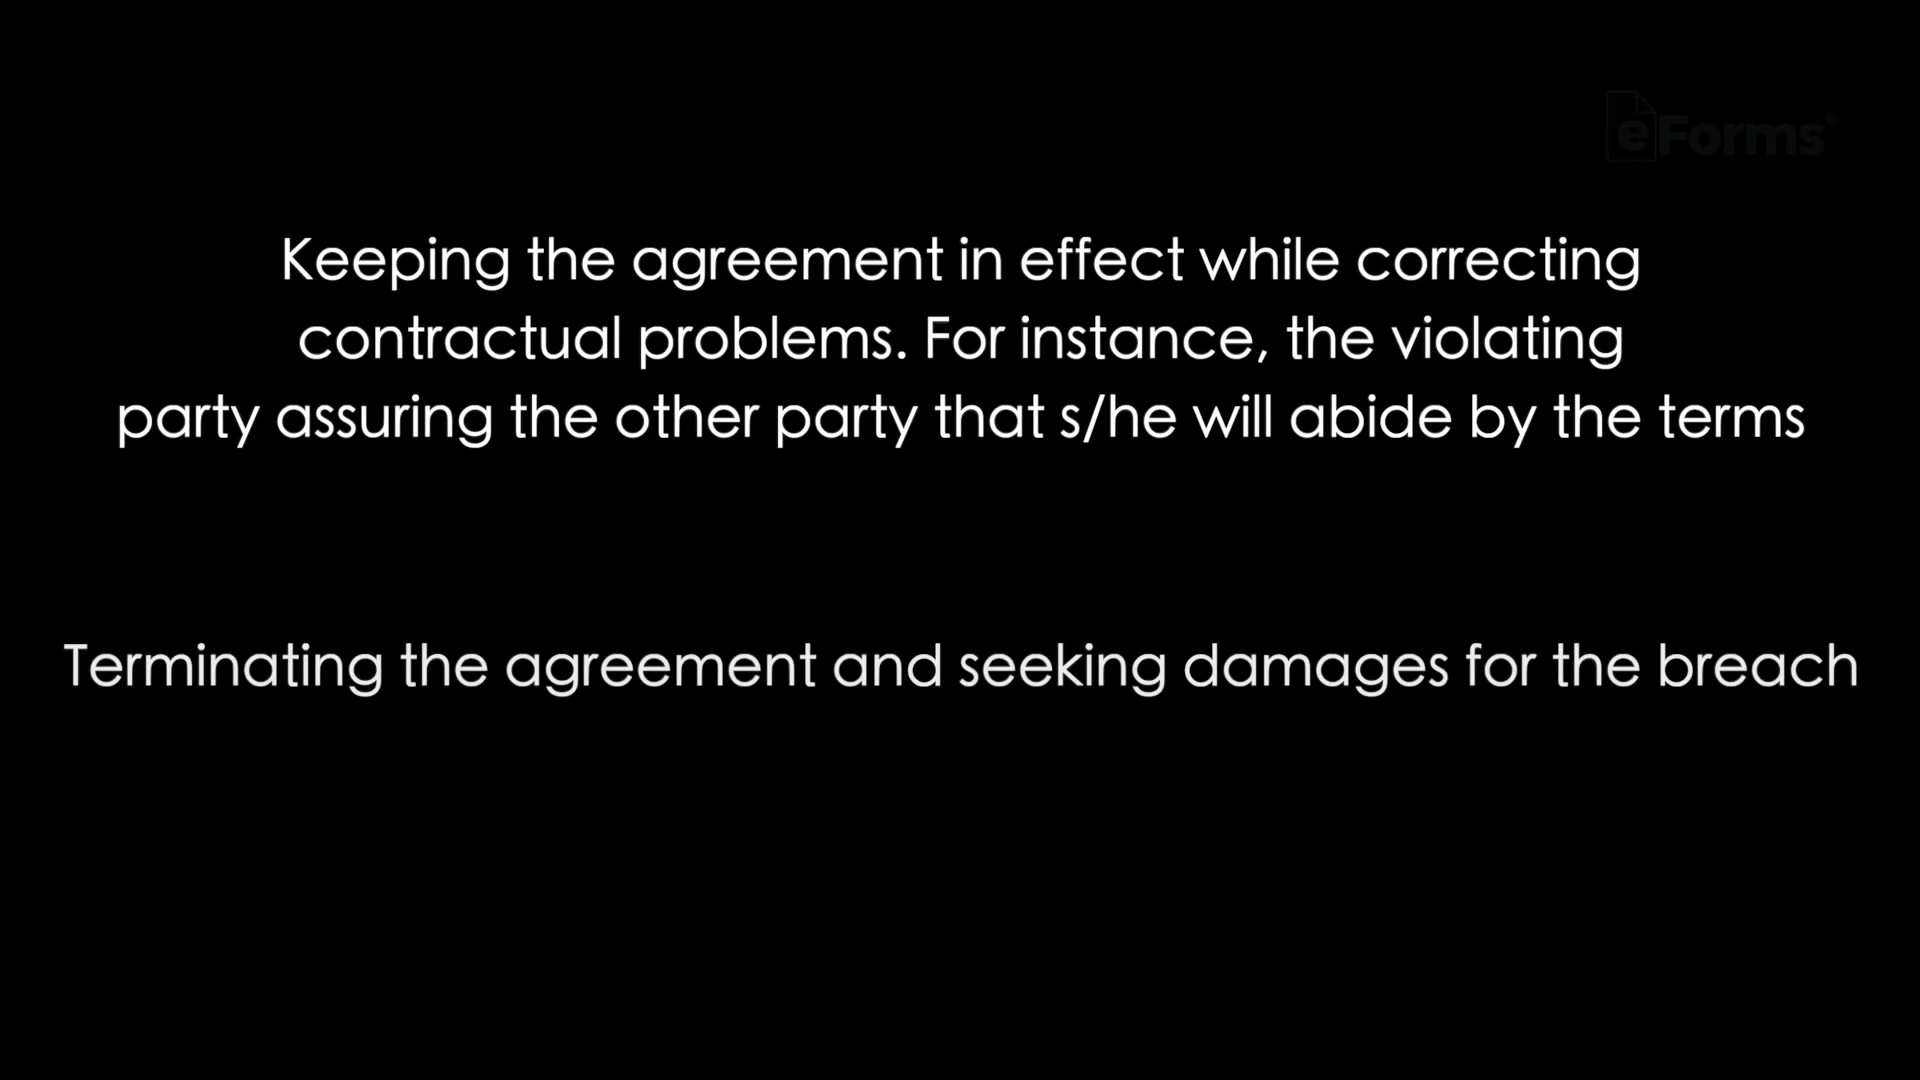 eForms®
Keeping the agreement in effect while correcting
contractual problems. For instance, the violating
party assuring the other party that s/he will abide by the terms
Terminating the agreement and seeking damages for the breach